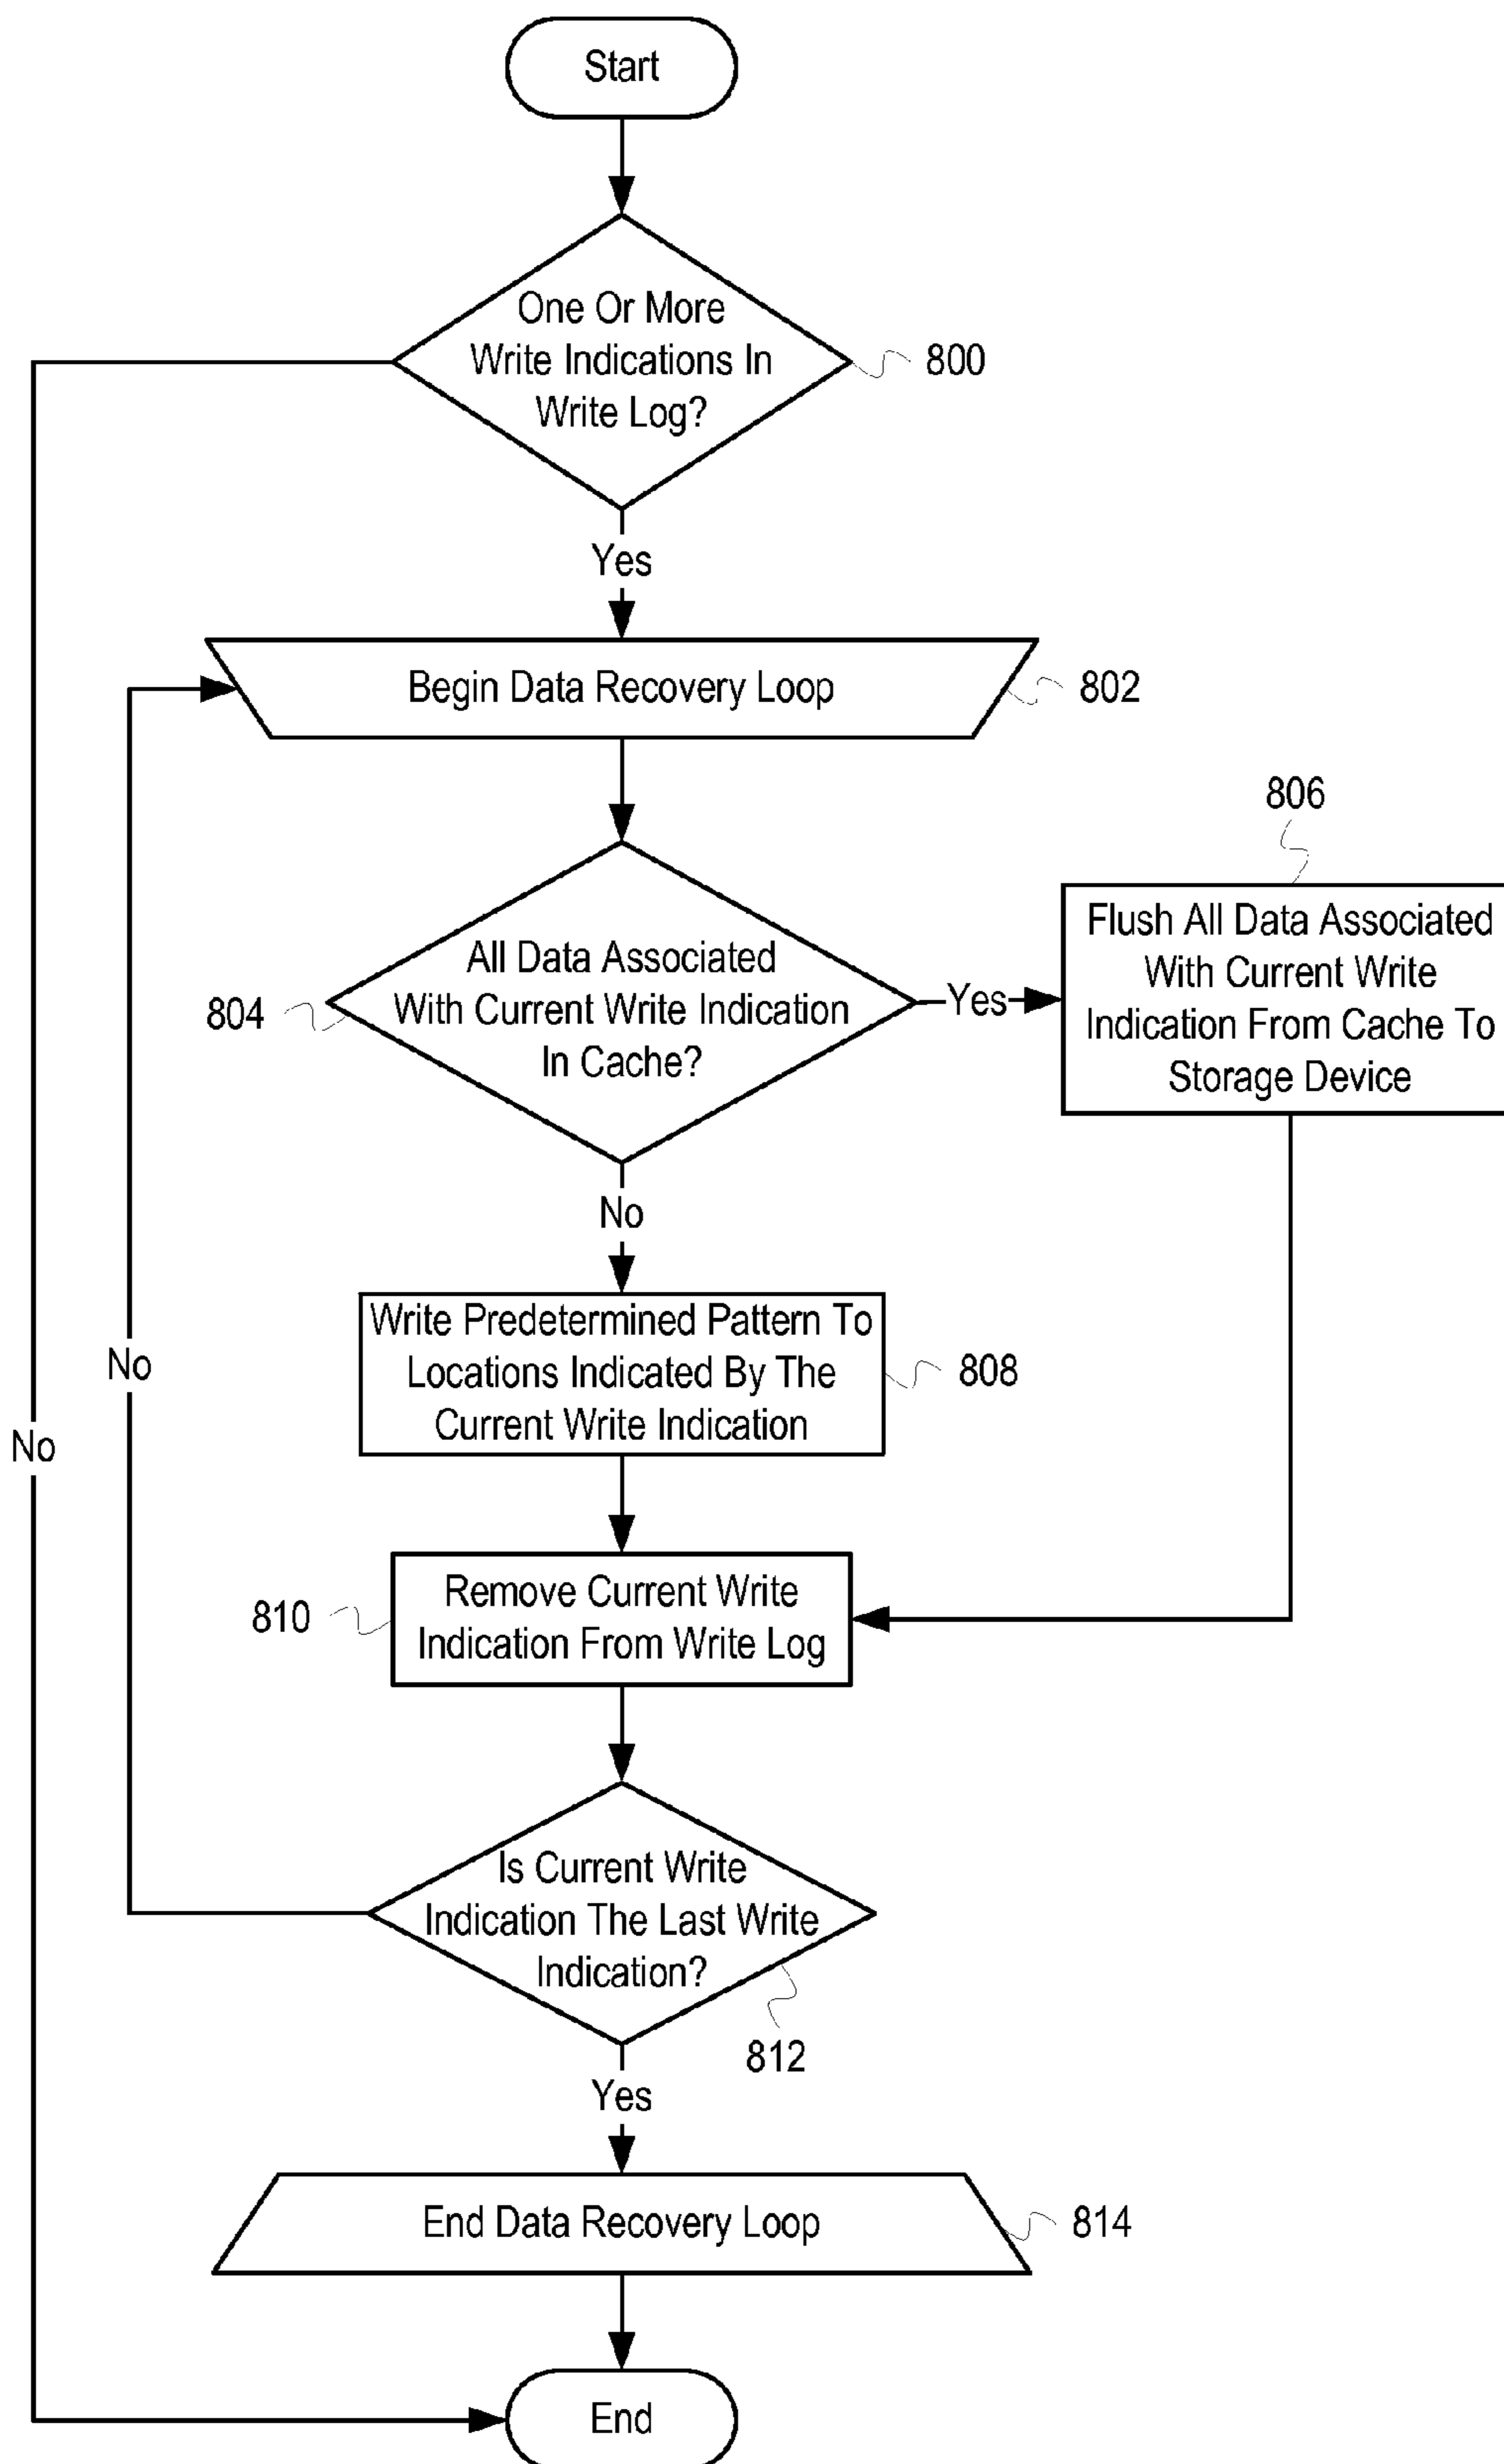 Start
One Or More
Write Indications In
Write Log?
800
Yes
Begin Data Recovery Loop
802
806
All Data Associated
With Current Write Indication
In Cache?
804
Yes
Flush All Data Associated
With Current Write
Indication From Cache To
Storage Device
No
Write Predetermined Pattern To
Locations Indicated By The
Current Write Indication
808
No
No
Remove Current Write
Indication From Write Log
810
Is Current Write
Indication The Last Write
Indication?
812
Yes
End Data Recovery Loop
814
End